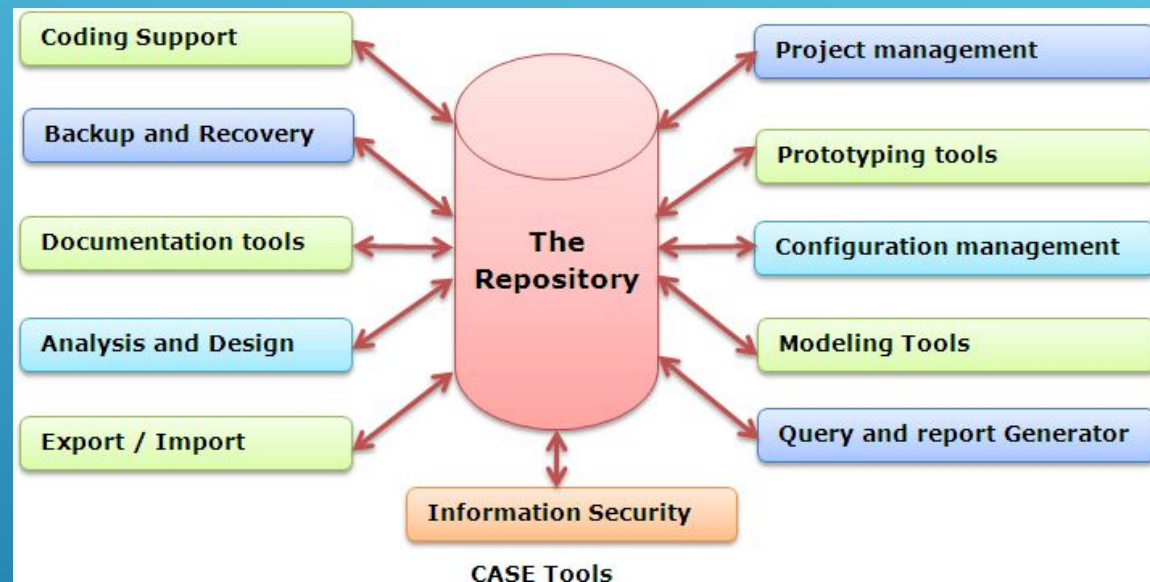 Coding Support
Backup and Recovery
Documentation tools
Analysis and Design
Export / Import
The
Repository
Project management
Prototyping tools
Configuration management
Modeling Tools
Query and report Generator
Information Security
CASE Tools